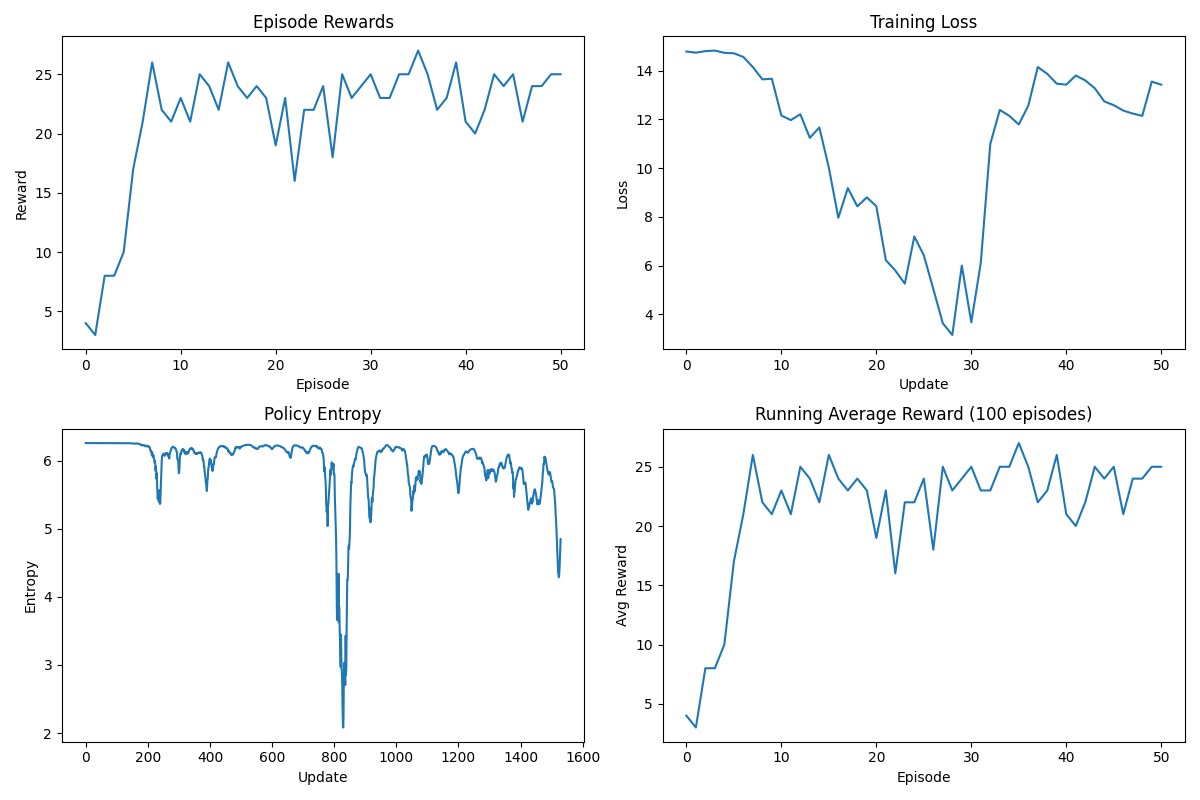 Episode Rewards
Reward
25
20
15
10
5
0 10 20 30 40 50
Episode
Training Loss
Loss
14
12
10
8
6
4
0 10 20 30 40 50
Update
Policy Entropy
Entropy
6
5
4
3
2
0 200 400 600 800 1000 1200 1400 1600
Update
Running Average Reward (100 episodes)
Avg Reward
25
20
15
10
5
0 10 20 30 40 50
Episode